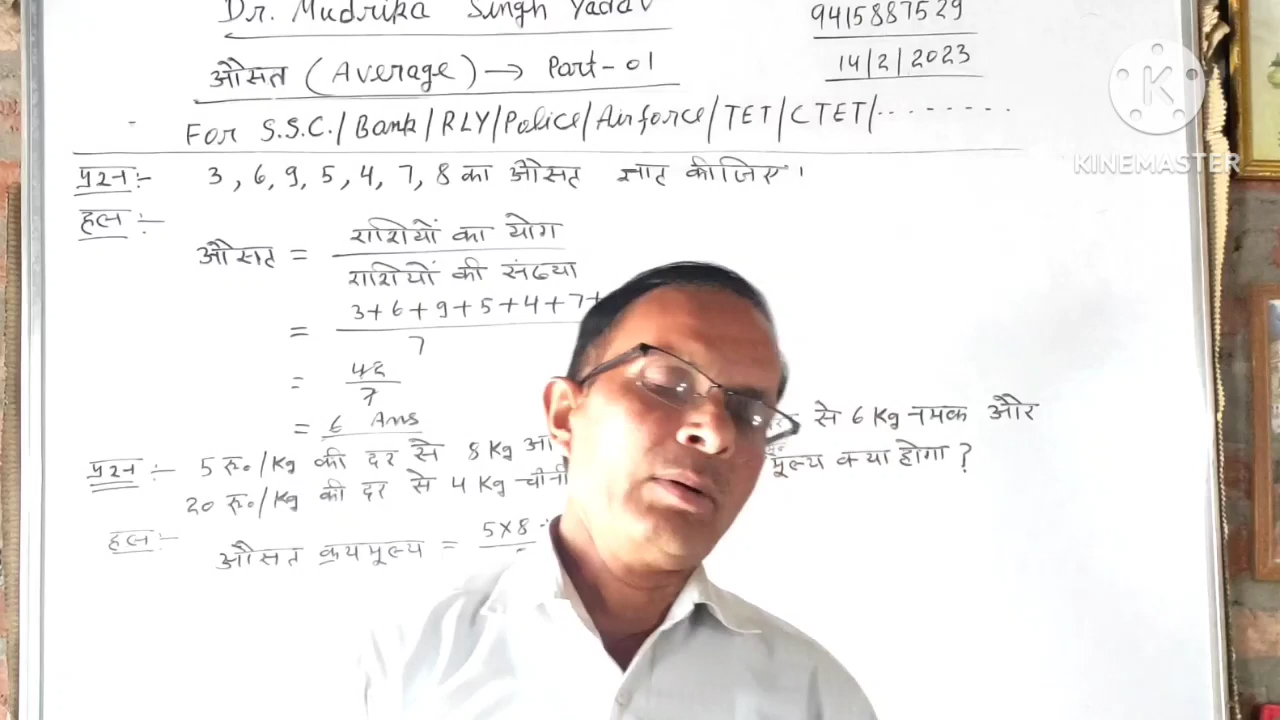 Dr. Mudrika Singh Yadav
9415887529
औसत (Average) → Part-01
14/2/2023
For S.S.C./Bank/RLY/Police/Airforce/TET/CTET/.........
KINEMASTER
प्रश्न:- 3, 6, 9, 5, 4, 7, 8 का औसत ज्ञात कीजिए।
हल:-
औसत = राशियों का योग
राशियों की संख्या
= 3+6+9+5+4+7+
7
= 42
7
= 6 Ans
प्रश्न:- 5 रु०/Kg की दर से 8 Kg से 6 Kg नमक और
20 रु०/Kg की दर से 4 Kg चीनी मूल्य क्या होगा?
हल:-
औसत क्रयमूल्य = 5×8